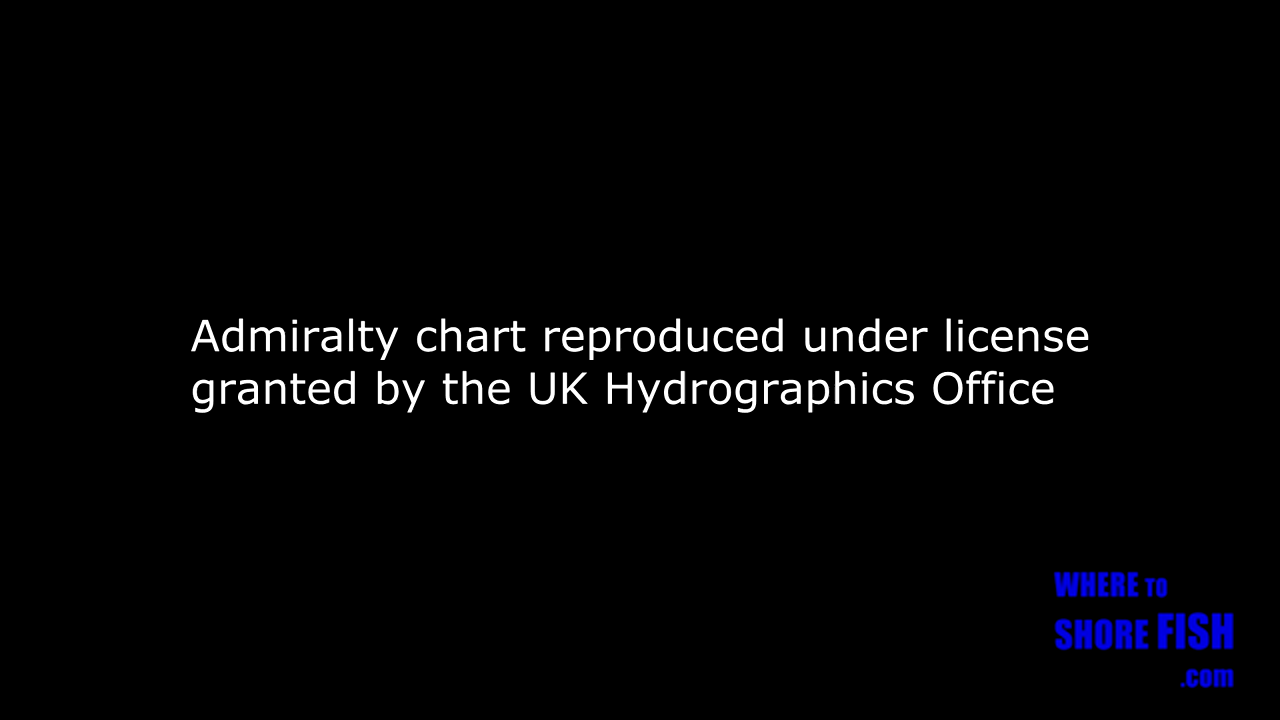 Admiralty chart reproduced under license
granted by the UK Hydrographics Office
WHERE TO
SHORE FISH
.com